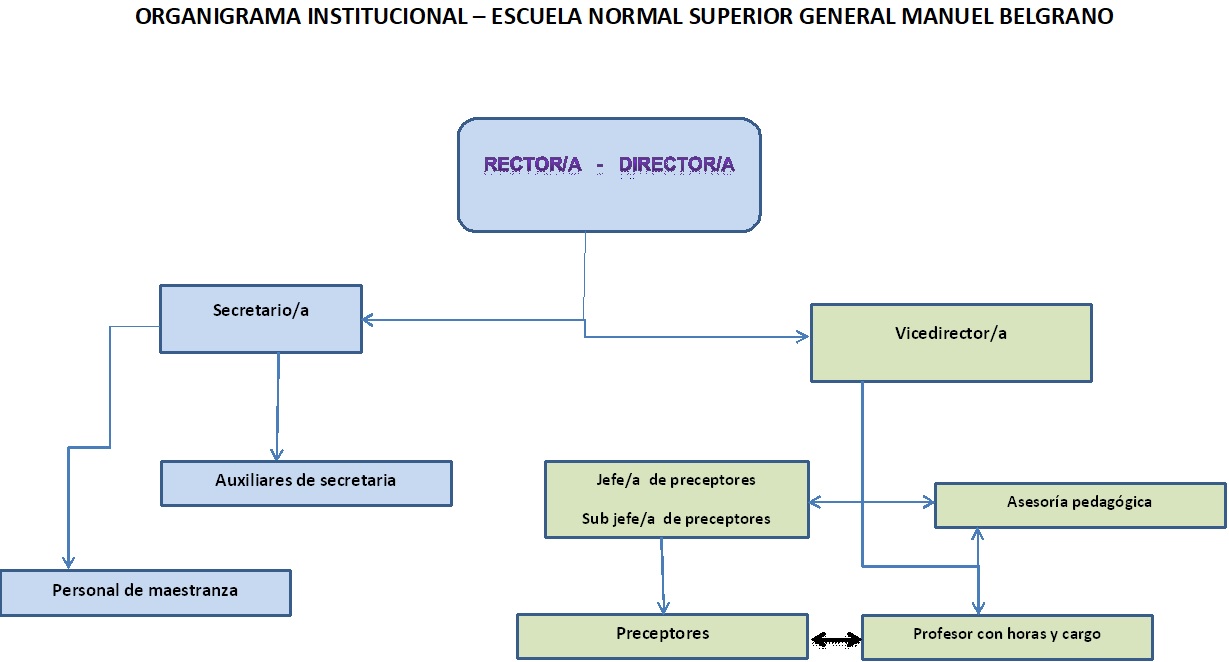 ORGANIGRAMA INSTITUCIONAL – ESCUELA NORMAL SUPERIOR GENERAL MANUEL BELGRANO
RECTOR/A - DIRECTOR/A
Secretario/a
Vicedirector/a
Auxiliares de secretaria
Jefe/a de preceptores
Sub jefe/a de preceptores
Asesoría pedagógica
Personal de maestranza
Preceptores
Profesor con horas y cargo